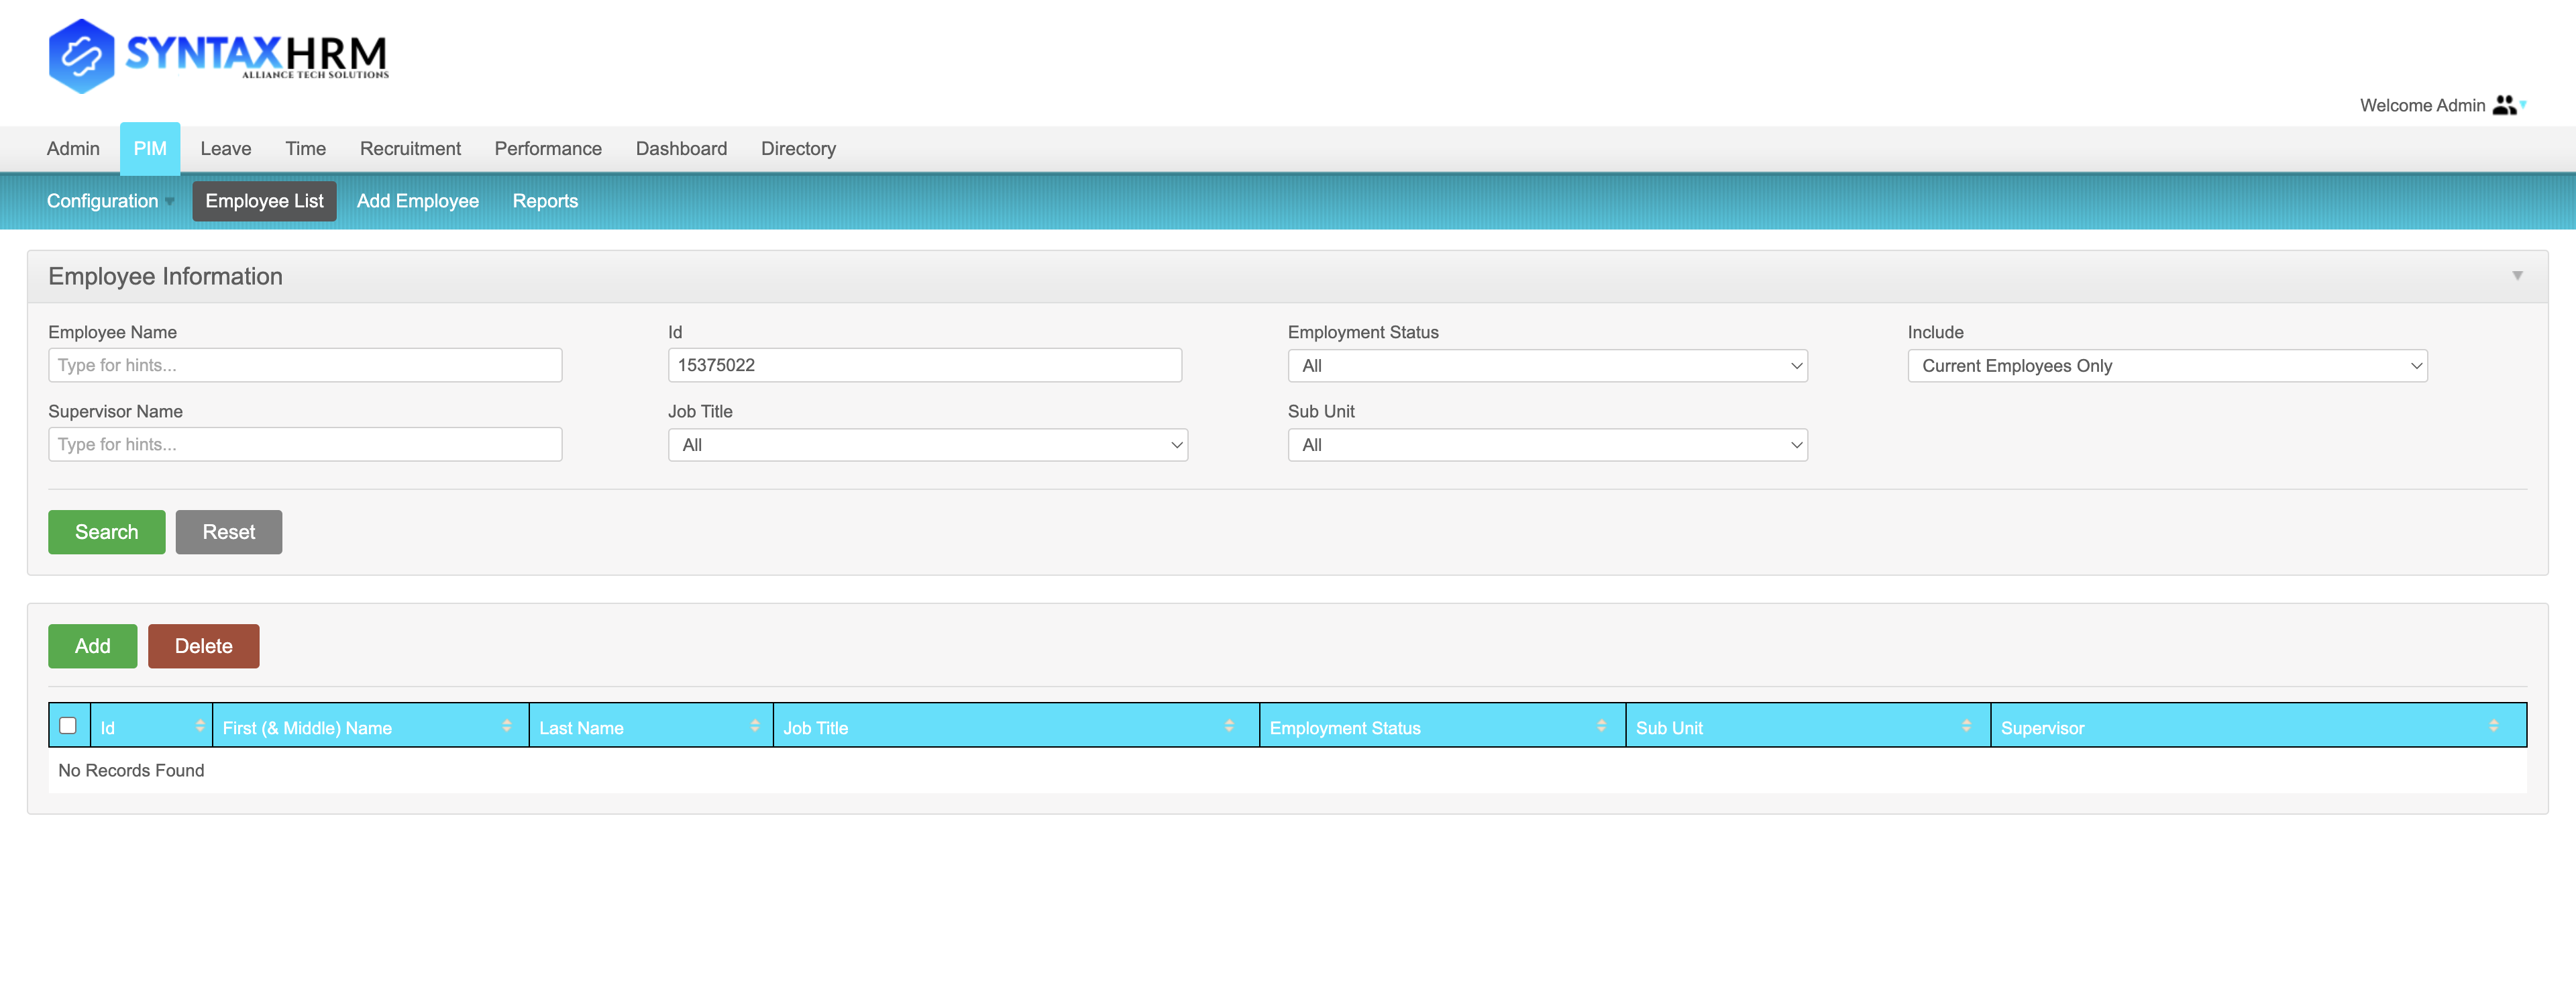 SYNTAXHRM
ALLIANCE TECH SOLUTIONS
Welcome Admin
Admin PIM Leave Time Recruitment Performance Dashboard Directory
Configuration Employee List Add Employee Reports
Employee Information
Employee Name Id Employment Status Include
Type for hints... 15375022 All Current Employees Only
Supervisor Name Job Title Sub Unit
Type for hints... All All
Search Reset
Add Delete
Id First (& Middle) Name Last Name Job Title Employment Status Sub Unit Supervisor
No Records Found